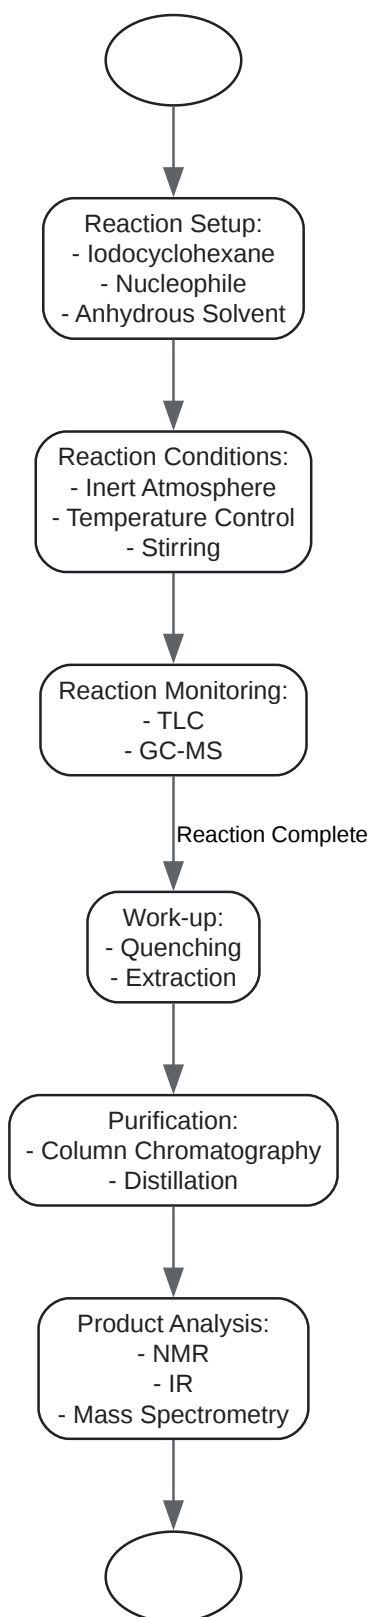 Reaction Setup:
- Iodocyclohexane
- Nucleophile
- Anhydrous Solvent
Reaction Conditions:
- Inert Atmosphere
- Temperature Control
- Stirring
Reaction Monitoring:
- TLC
- GC-MS
Reaction Complete
Work-up:
- Quenching
- Extraction
Purification:
- Column Chromatography
- Distillation
Product Analysis:
- NMR
- IR
- Mass Spectrometry